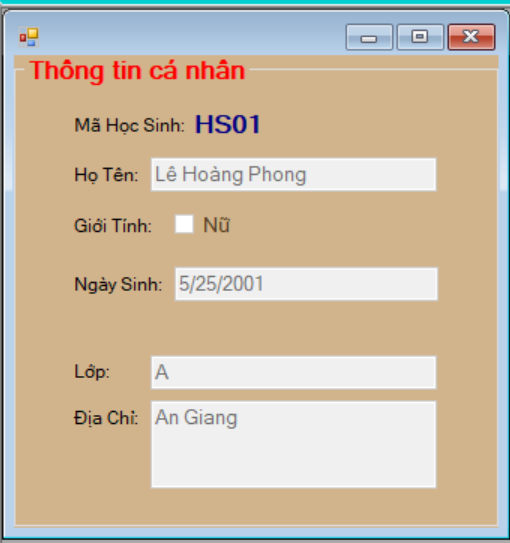 Thông tin cá nhân
Mã Học Sinh: HS01
Họ Tên: Lê Hoàng Phong
Giới Tính: Nữ
Ngày Sinh: 5/25/2001
Lớp: A
Địa Chỉ: An Giang